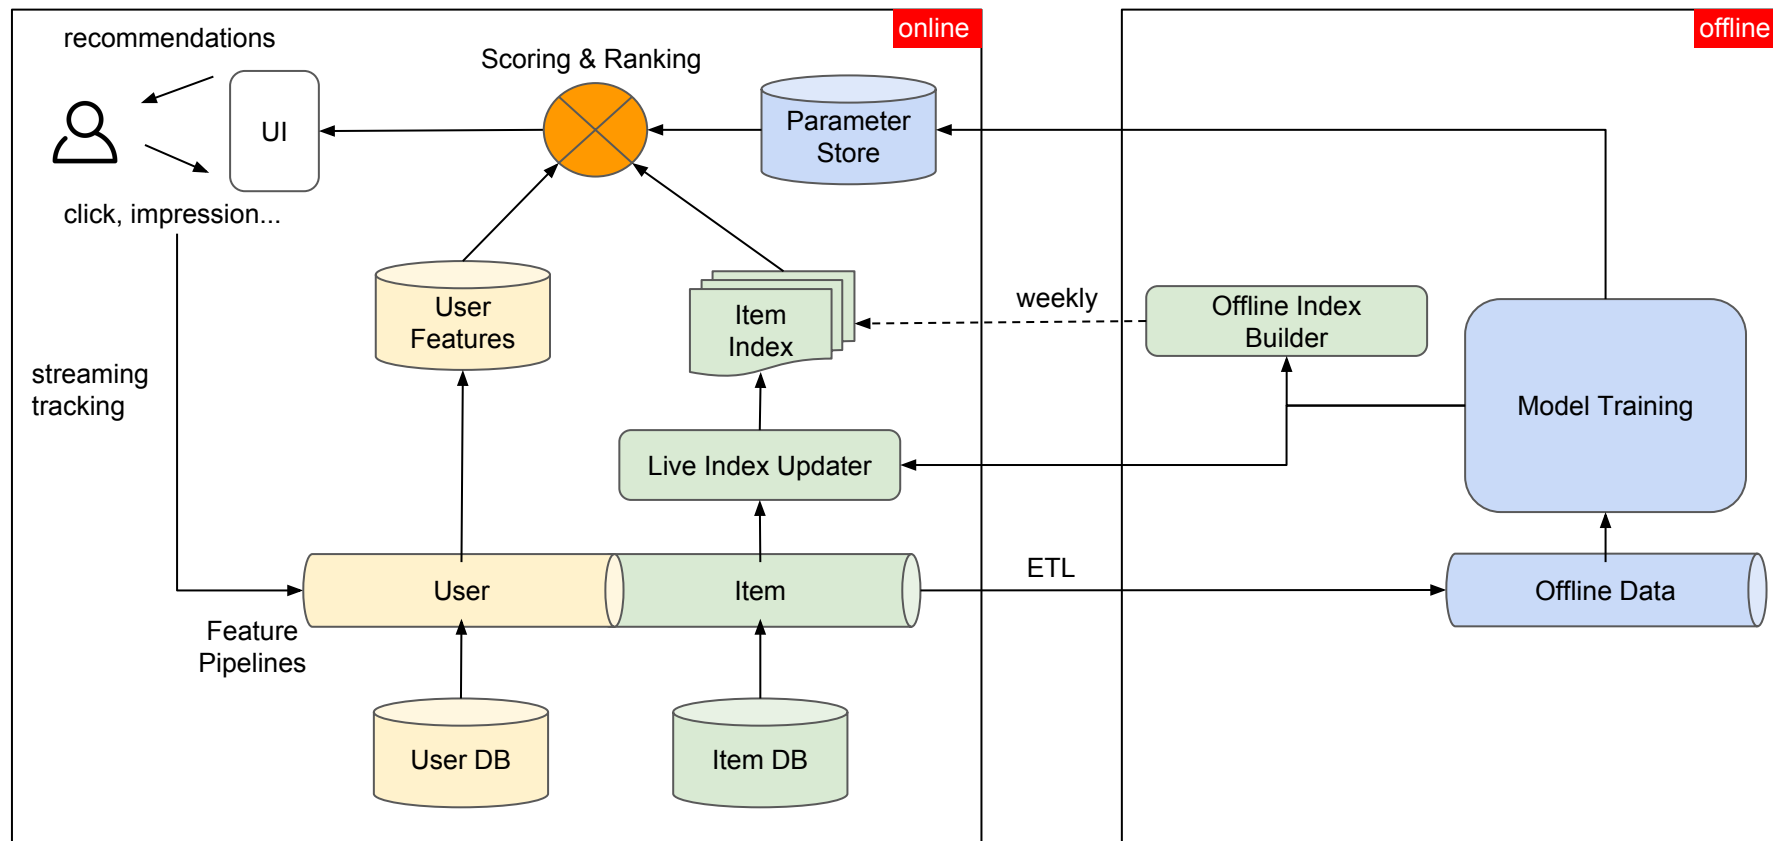 online
offline
recommendations
Scoring & Ranking
UI
Parameter
Store
click, impression...
User
Features
Item
Index
weekly
Offline Index
Builder
streaming
tracking
Model Training
Live Index Updater
ETL
User
Item
Offline Data
Feature
Pipelines
User DB
Item DB